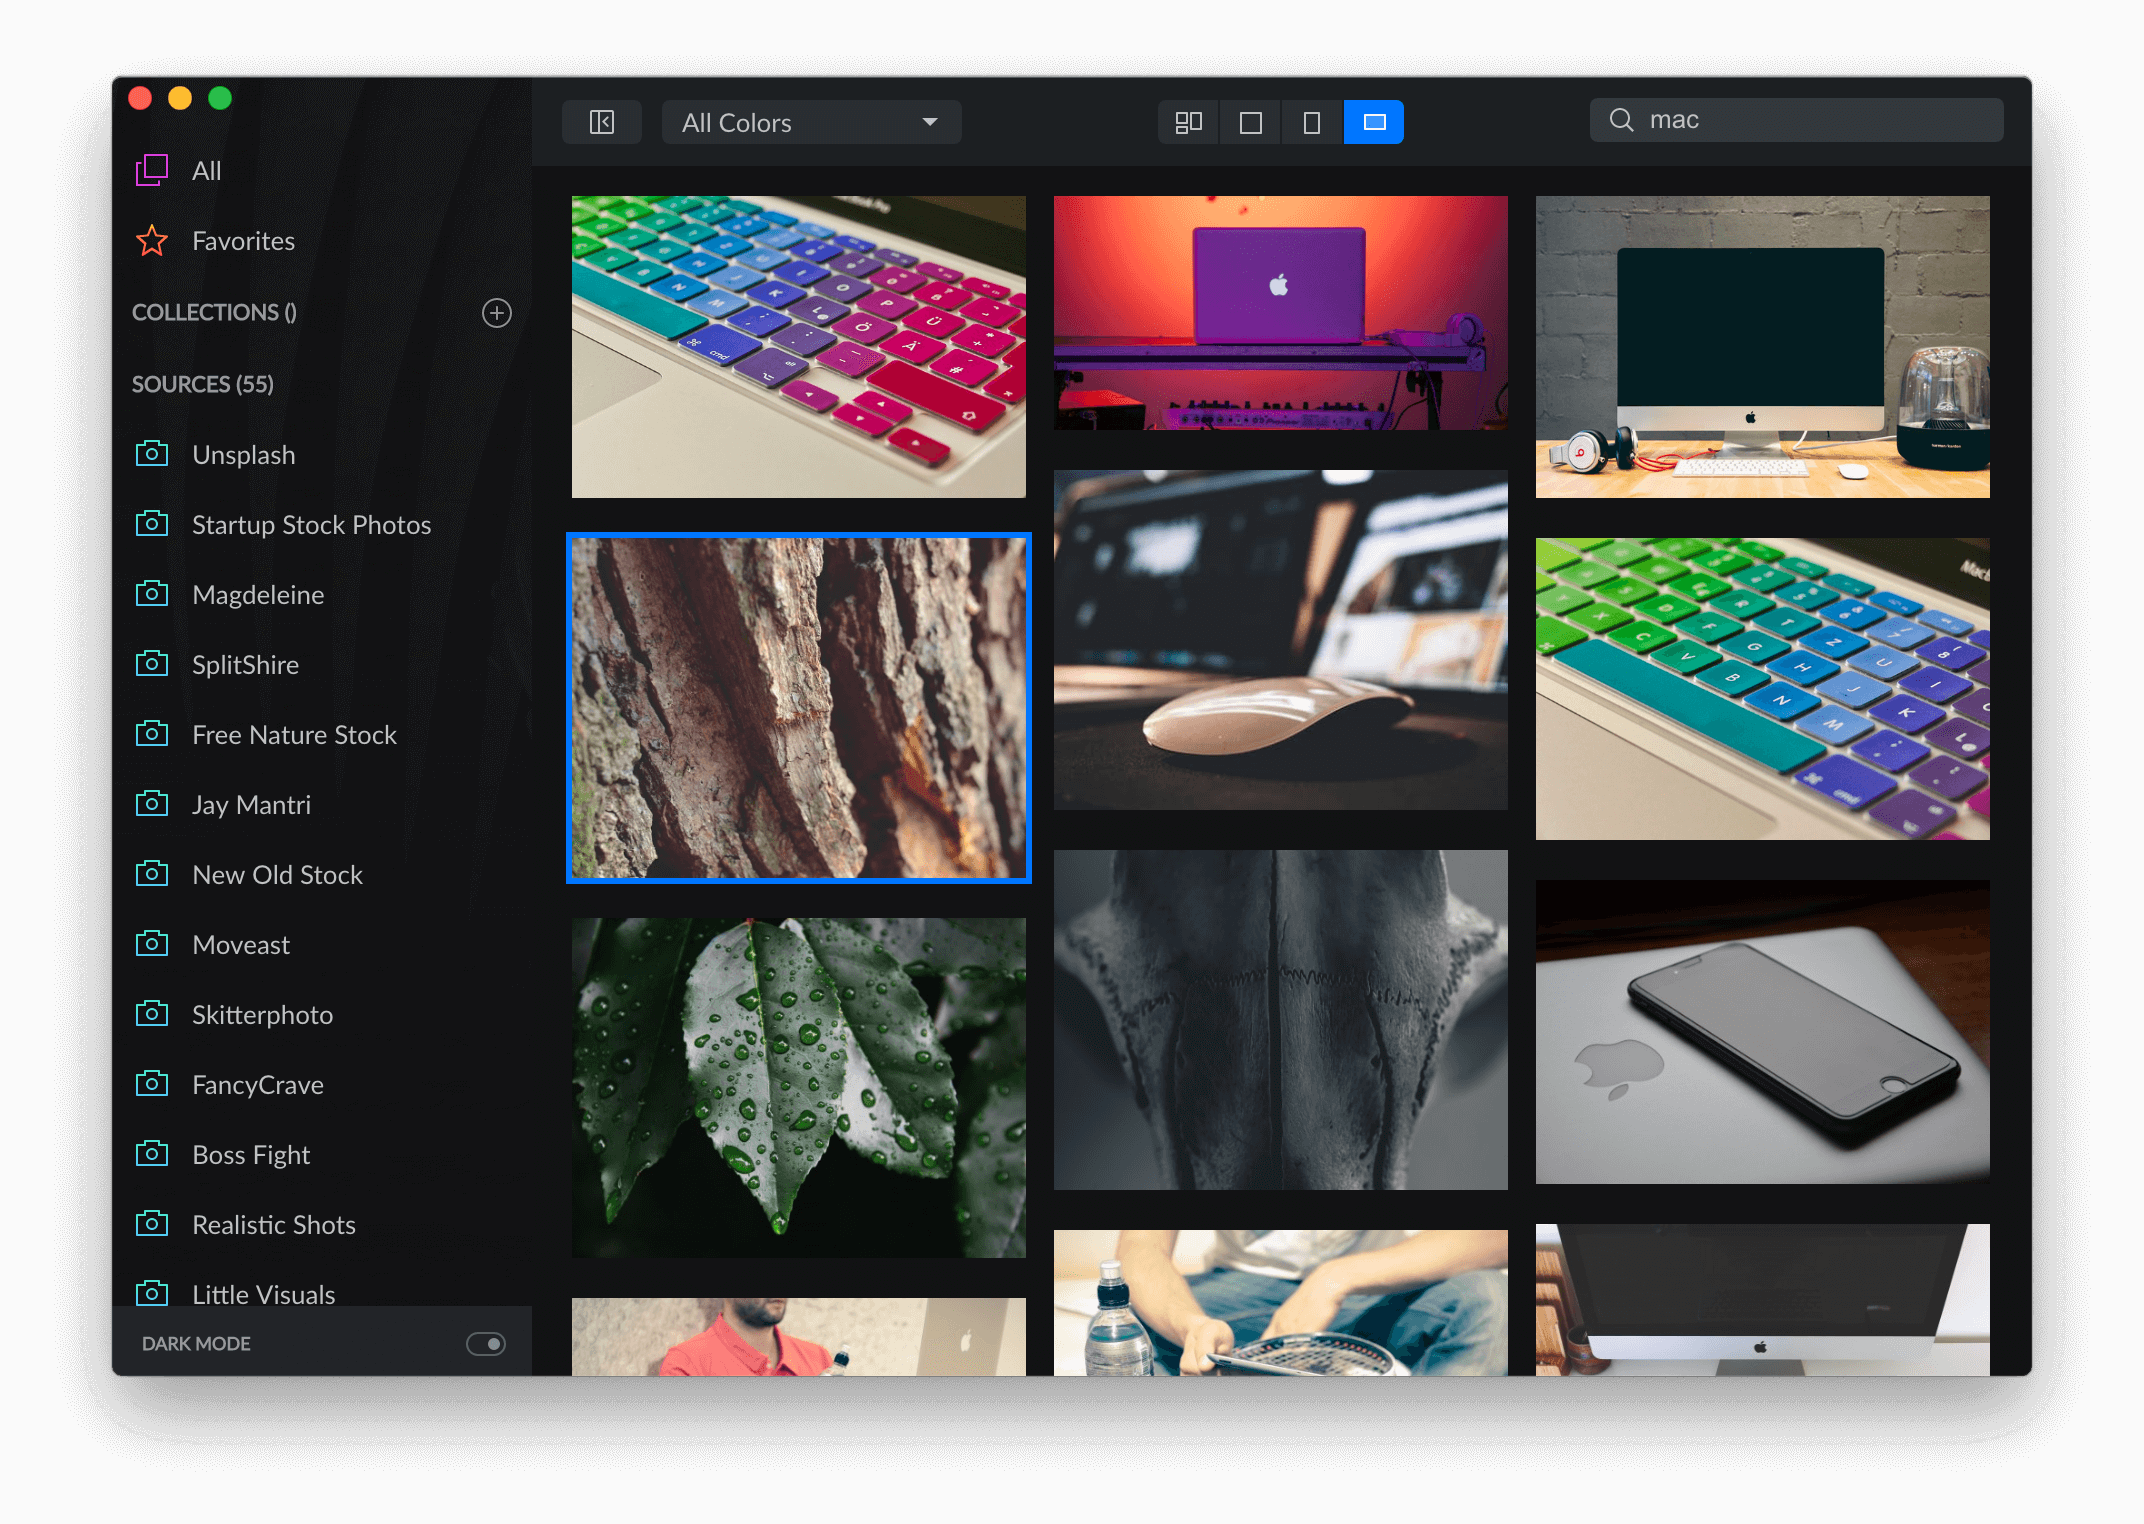 All Colors
mac
All
Favorites
COLLECTIONS ()
SOURCES (55)
Unsplash
Startup Stock Photos
Magdeleine
SplitShire
Free Nature Stock
Jay Mantri
New Old Stock
Moveast
Skitterphoto
FancyCrave
Boss Fight
Realistic Shots
Little Visuals
DARK MODE